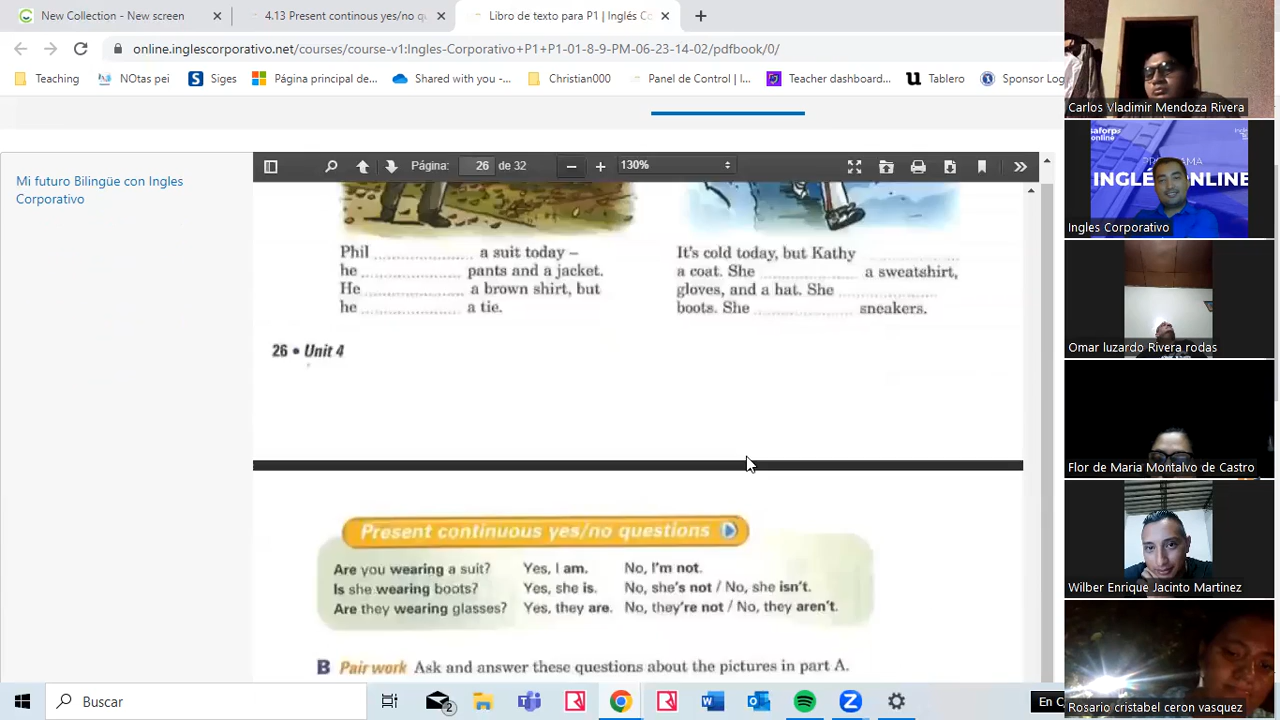 New Collection - New screen
4.13 Present continous yes/no qu
Libro de texto para P1 | Inglés Co
online.inglescorporativo.net/courses/course-v1:Ingles-Corporativo+P1+P1-01-8-9-PM-06-23-14-02/pdfbook/0/
Teaching
NOtas pei
Siges
Página principal de...
Shared with you -...
Christian000
Panel de Control | I...
Teacher dashboard...
Tablero
Sponsor Log
Mi futuro Bilingüe con Ingles
Corporativo
Página:
26
de 32
130%
Phil ........................ a suit today –
he ........................ pants and a jacket.
He ........................ a brown shirt, but
he ........................ a tie.
It's cold today, but Kathy ........................
a coat. She ........................ a sweatshirt,
gloves, and a hat. She ........................
boots. She ........................ sneakers.
26 • Unit 4
Present continuous yes/no questions
Are you wearing a suit? Yes, I am. No, I'm not.
Is she wearing boots? Yes, she is. No, she's not / No, she isn't.
Are they wearing glasses? Yes, they are. No, they're not / No, they aren't.
B Pair work Ask and answer these questions about the pictures in part A.
Buscar
2
En
Carlos Vladimir Mendoza Rivera
saforp
online
PROGRAMA
INGLÉS ONLINE
Ingles Corporativo
Omar luzardo Rivera rodas
Flor de Maria Montalvo de Castro
Wilber Enrique Jacinto Martinez
Rosario cristabel ceron vasquez